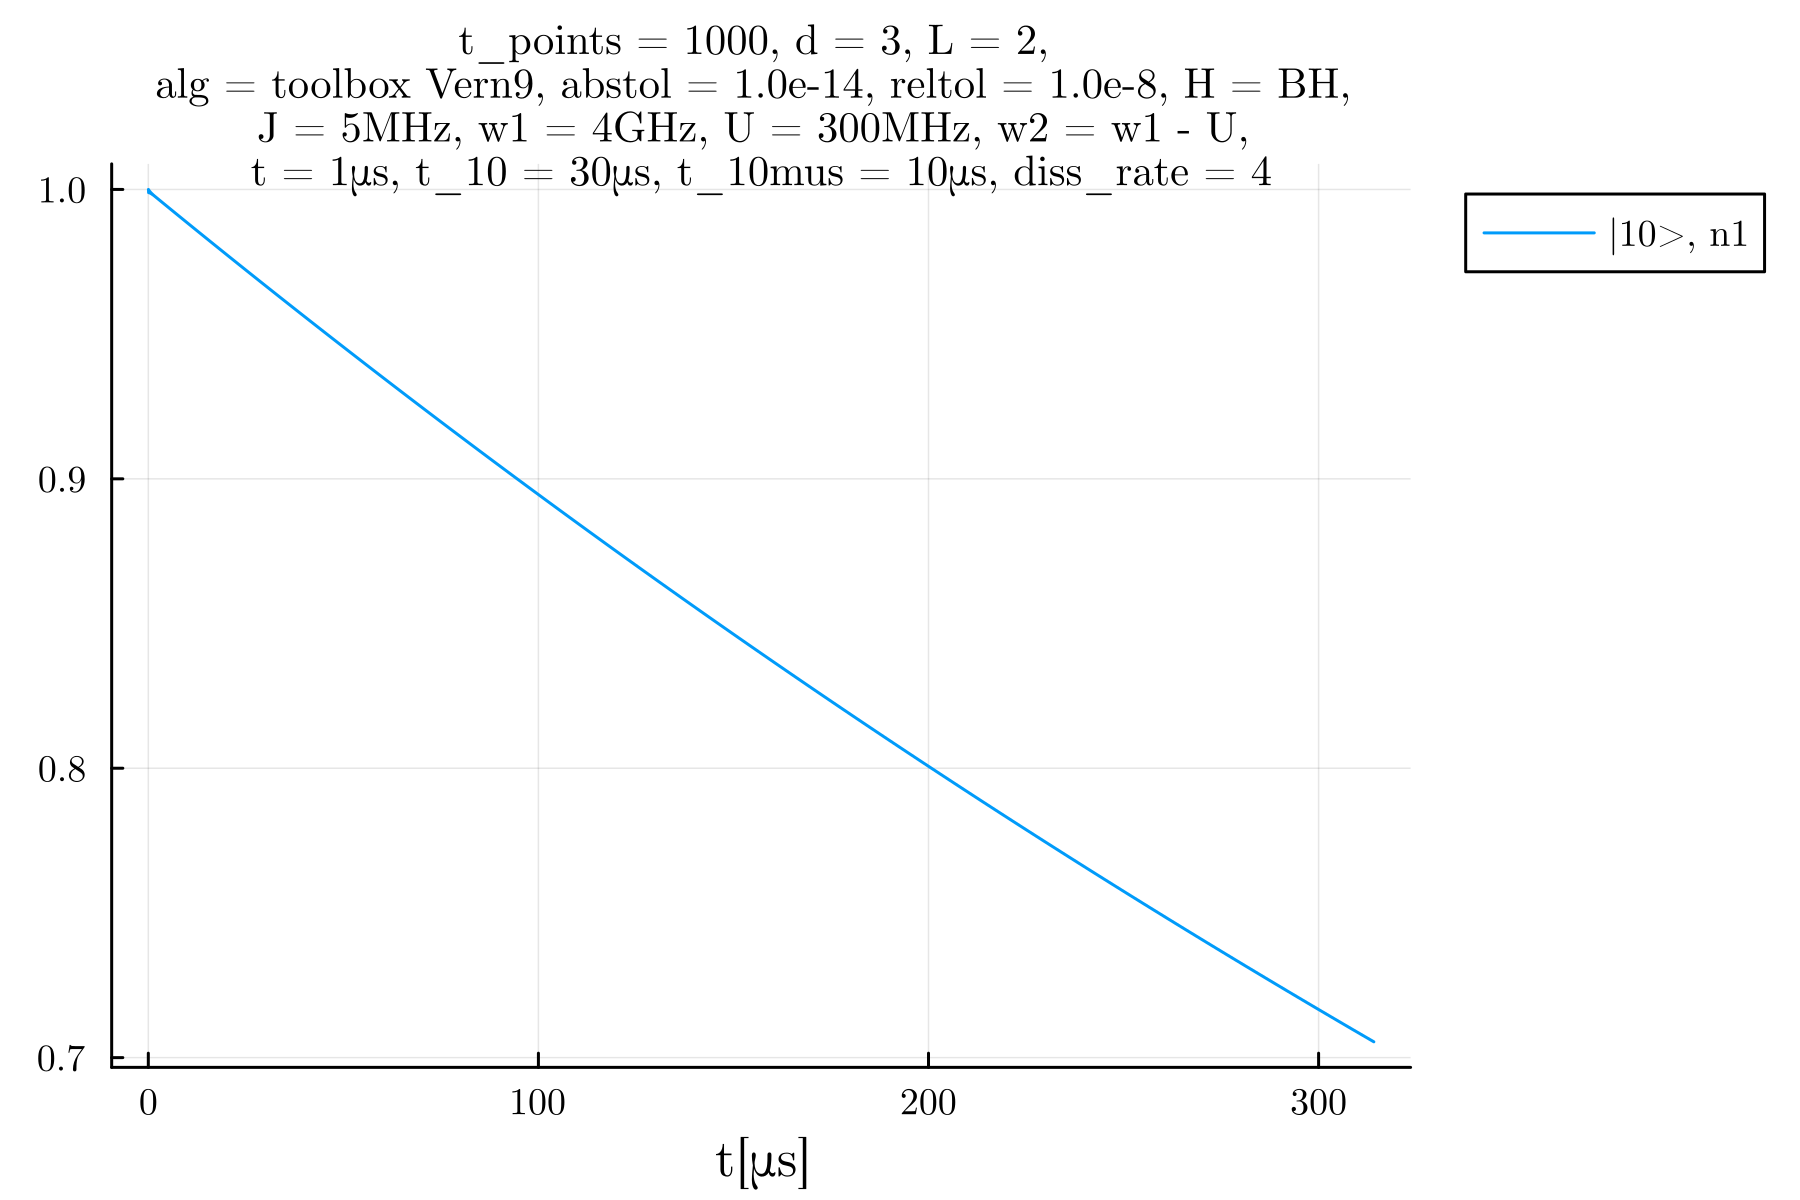 t_points = 1000, d = 3, L = 2,
alg = toolbox Vern9, abstol = 1.0e-14, reltol = 1.0e-8, H = BH,
J = 5MHz, w1 = 4GHz, U = 300MHz, w2 = w1 - U,
t = 1μs, t_10 = 30μs, t_10mus = 10μs, diss_rate = 4
|10>, n1
1.0
0.9
0.8
0.7
0 100 200 300
t[μs]